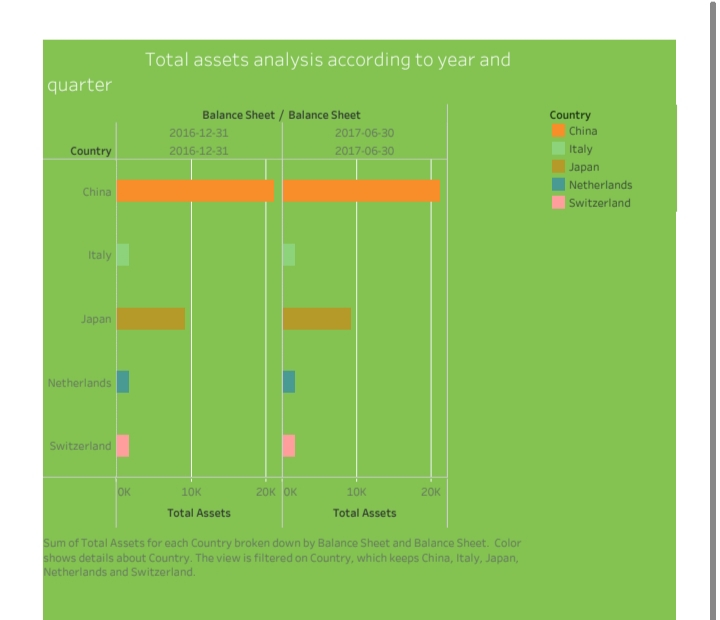 Total assets analysis according to year and
quarter
Balance Sheet / Balance Sheet
2016-12-31 2017-06-30
Country 2016-12-31 2017-06-30
China
Italy
Japan
Netherlands
Switzerland
0K 10K 20K 0K 10K 20K
Total Assets Total Assets
Country
China
Italy
Japan
Netherlands
Switzerland
Sum of Total Assets for each Country broken down by Balance Sheet and Balance Sheet. Color
shows details about Country. The view is filtered on Country, which keeps China, Italy, Japan,
Netherlands and Switzerland.